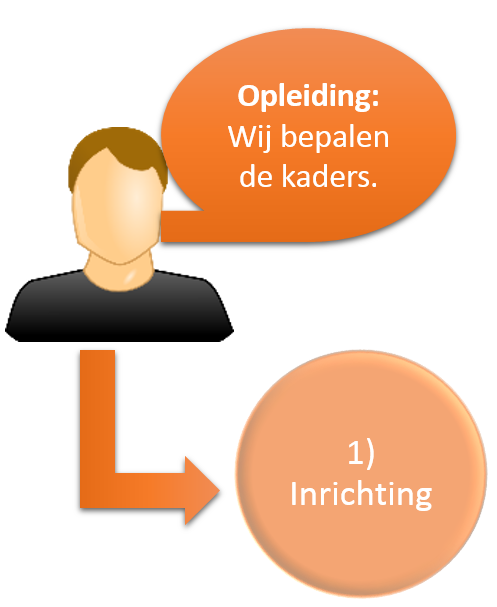 Opleiding:
Wij bepalen
de kaders.
1)
Inrichting